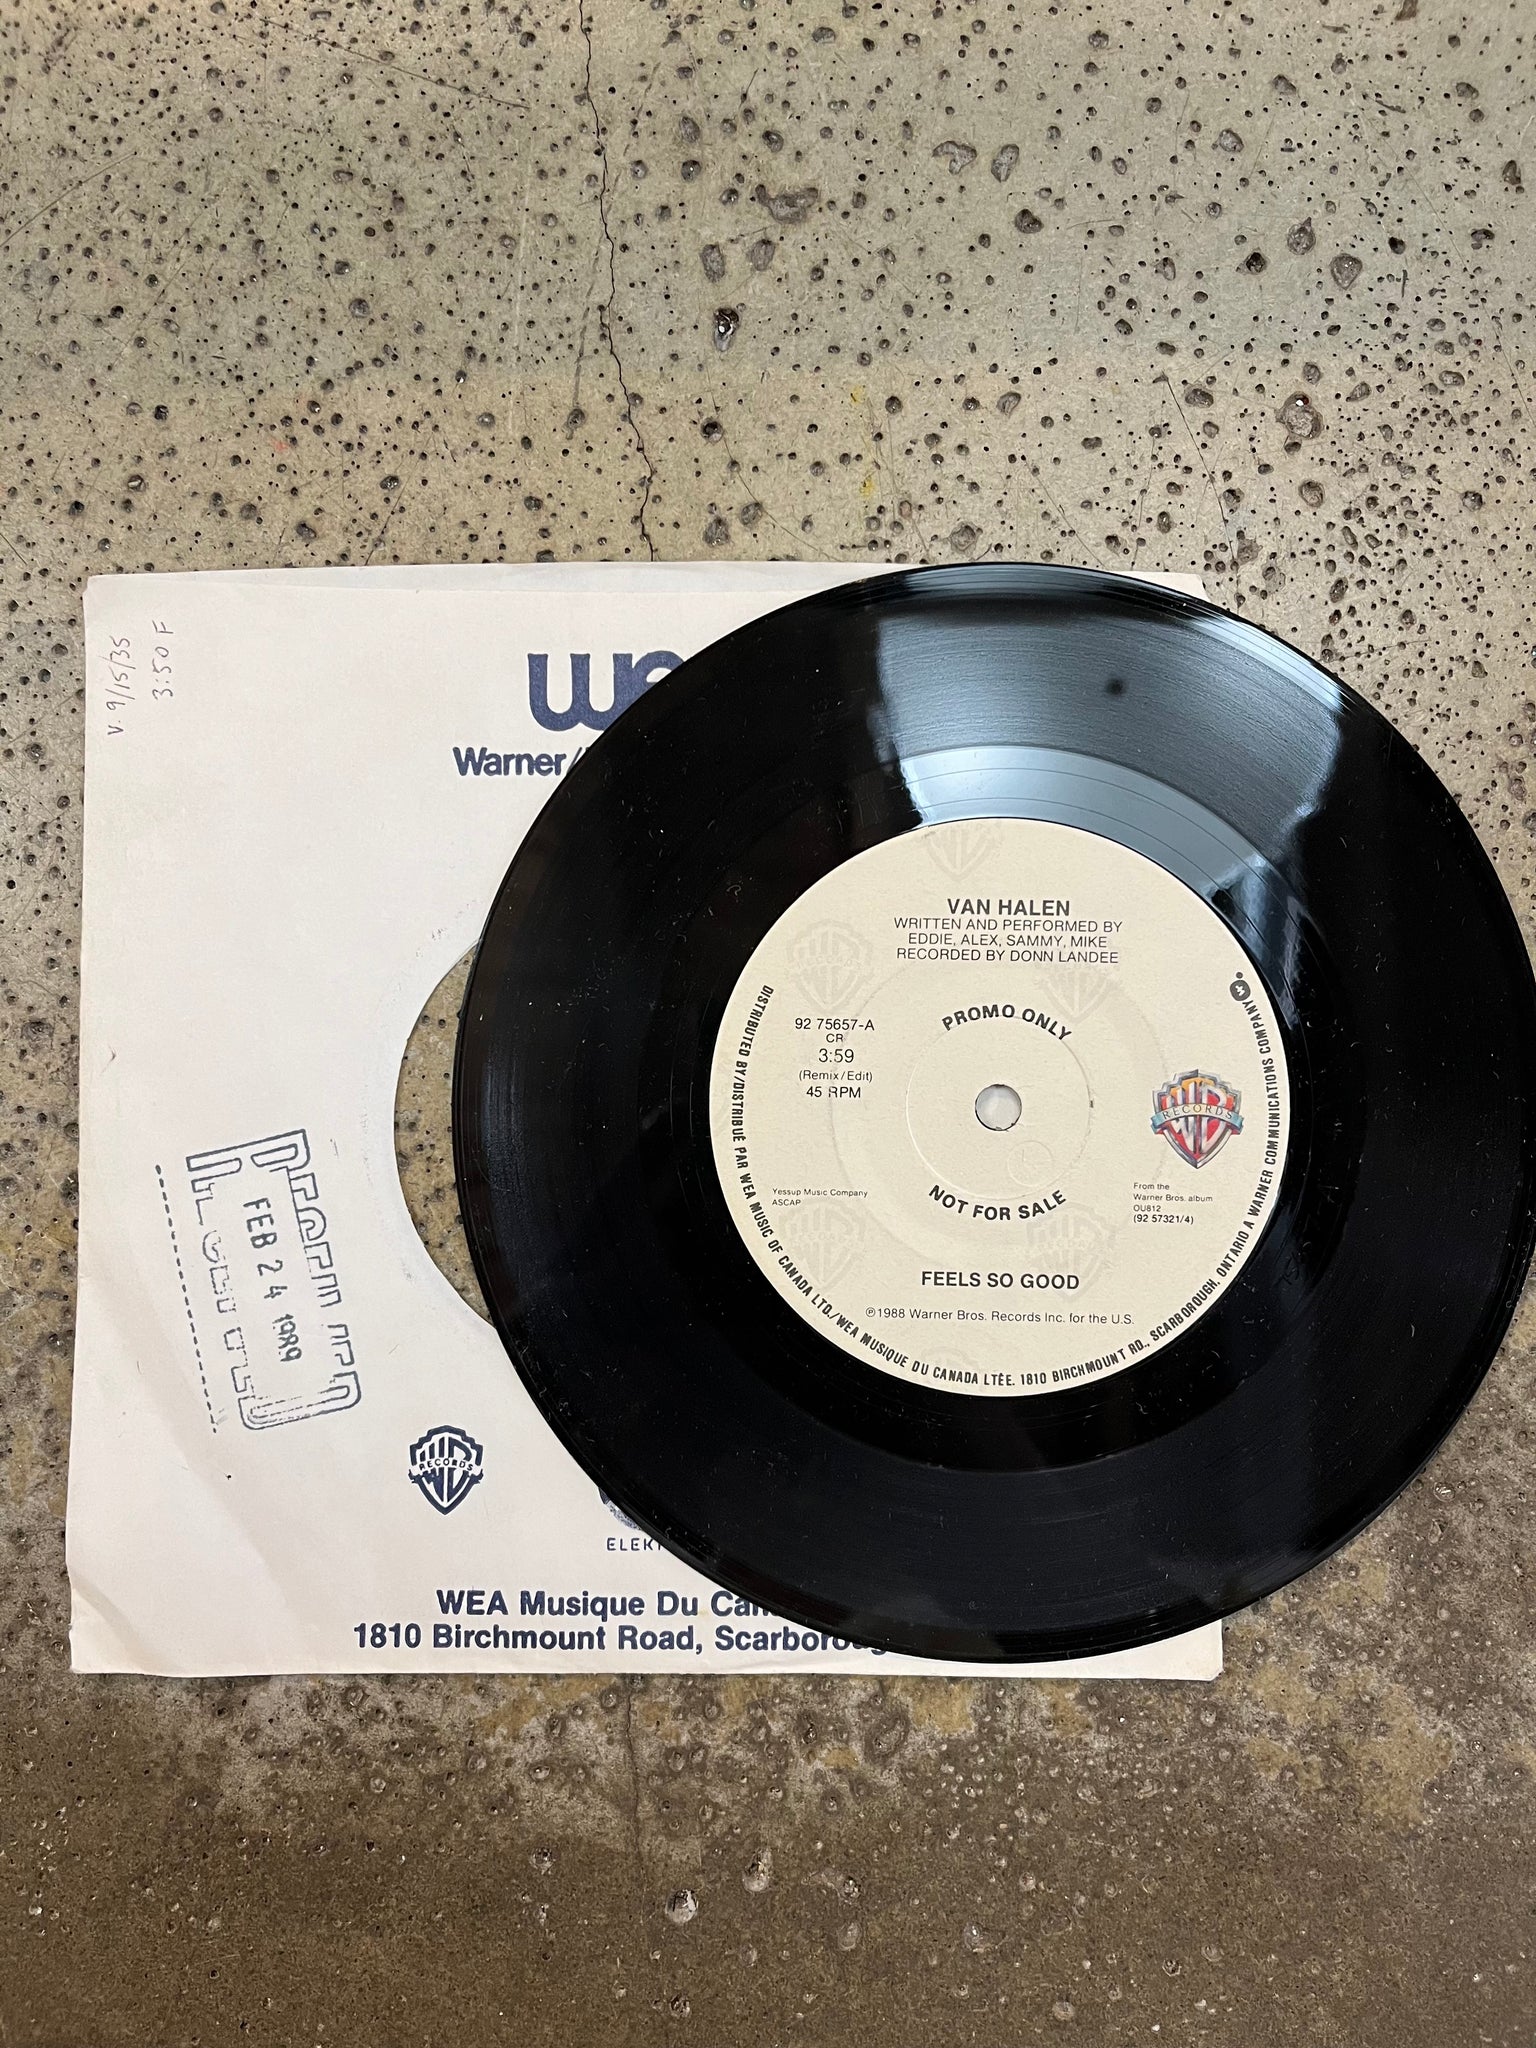 V. 9/15/35
3:50 F
Warner/
FEB 24 1989
RECORDS
WEA Musique Du Can
1810 Birchmount Road, Scarborou
VAN HALEN
WRITTEN AND PERFORMED BY
EDDIE, ALEX, SAMMY, MIKE
RECORDED BY DONN LANDEE
PROMO ONLY
92 75657-A
CR
3:59
(Remix/Edit)
45 RPM
RECORDS
Yessup Music Company
ASCAP
From the
Warner Bros. album
OU812
(92 57321/4)
NOT FOR SALE
FEELS SO GOOD
℗1988 Warner Bros. Records Inc. for the U.S.
DISTRIBUTED BY/DISTRIBUÉ PAR WEA MUSIC OF CANADA LTD./WEA MUSIQUE DU CANADA LTÉE. 1810 BIRCHMOUNT RD., SCARBOROUGH, ONTARIO A WARNER COMMUNICATIONS COMPANY